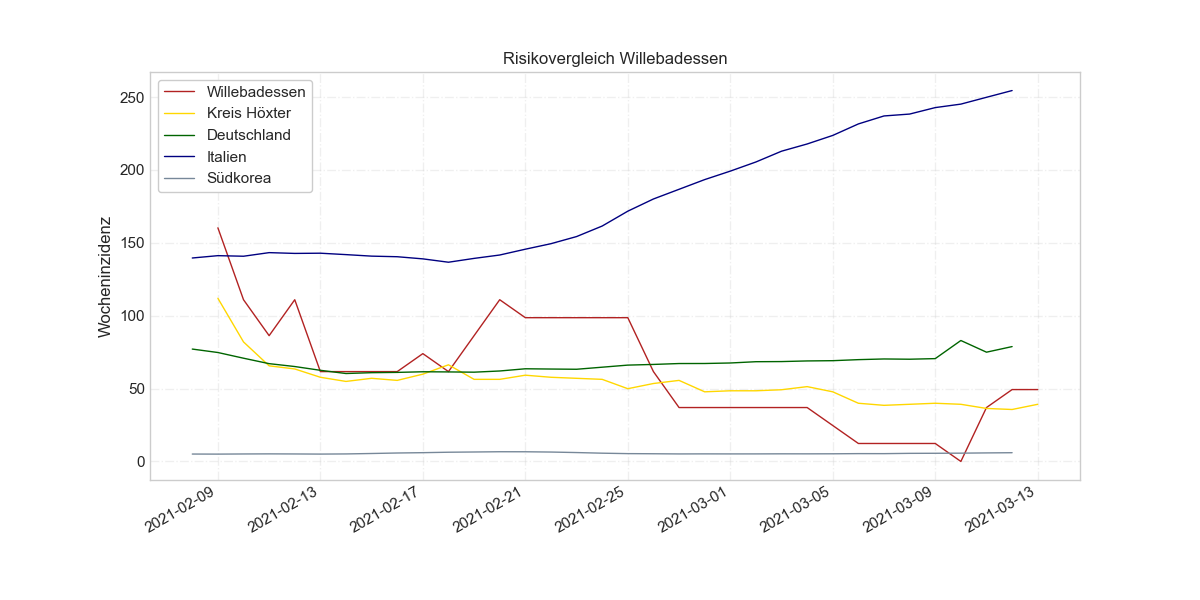 Risikovergleich Willebadessen
Willebadessen
Kreis Höxter
Deutschland
Italien
Südkorea
Wocheninzidenz
250
200
150
100
50
0
2021-02-09
2021-02-13
2021-02-17
2021-02-21
2021-02-25
2021-03-01
2021-03-05
2021-03-09
2021-03-13